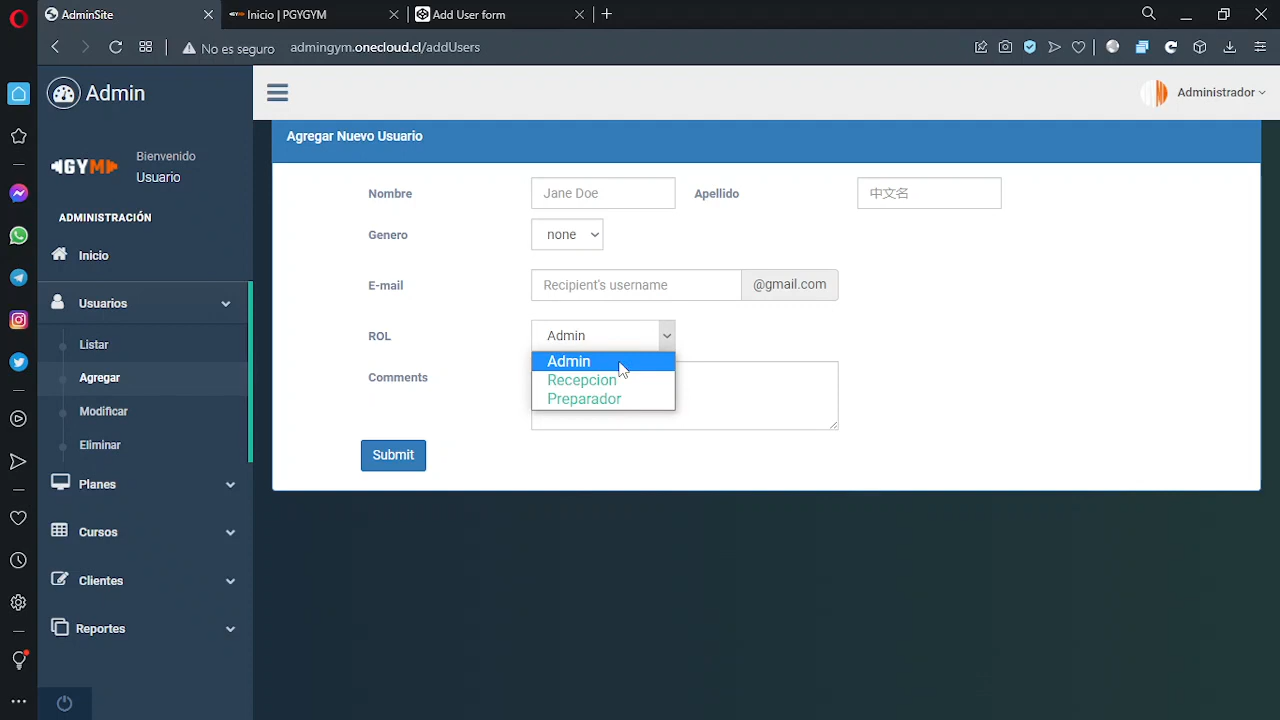 AdminSite
Inicio | PGYGYM
Add User form
No es seguro
admingym.onecloud.cl/addUsers
Admin
Administrador
GYM
Bienvenido
Usuario
ADMINISTRACIÓN
Inicio
Usuarios
Listar
Agregar
Modificar
Eliminar
Planes
Cursos
Clientes
Reportes
Agregar Nuevo Usuario
Nombre
Jane Doe
Apellido
中文名
Genero
none
E-mail
Recipient's username
@gmail.com
ROL
Admin
Admin
Recepcion
Preparador
Comments
Submit